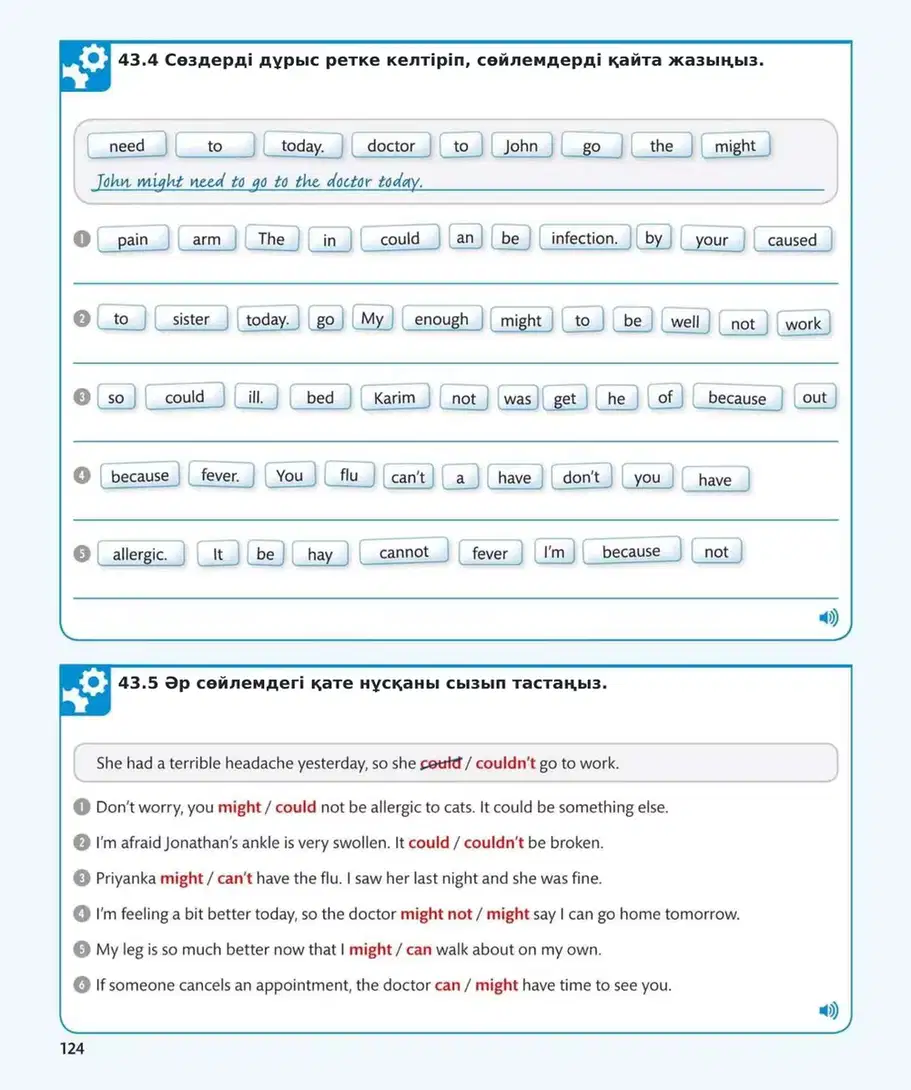 43.4 Сөздерді дұрыс ретке келтіріп, сөйлемдерді қайта жазыңыз.
need to today. doctor to John go the might
John might need to go to the doctor today.
1 pain arm The in could an be infection. by your caused
2 to sister today. go My enough might to be well not work
3 so could ill. bed Karim not was get he of because out
4 because fever. You flu can't a have don't you have
5 allergic. It be hay cannot fever I'm because not
43.5 Әр сөйлемдегі қате нұсқаны сызып тастаңыз.
She had a terrible headache yesterday, so she could / couldn't go to work.
1 Don't worry, you might / could not be allergic to cats. It could be something else.
2 I'm afraid Jonathan's ankle is very swollen. It could / couldn't be broken.
3 Priyanka might / can't have the flu. I saw her last night and she was fine.
4 I'm feeling a bit better today, so the doctor might not / might say I can go home tomorrow.
5 My leg is so much better now that I might / can walk about on my own.
6 If someone cancels an appointment, the doctor can / might have time to see you.
124